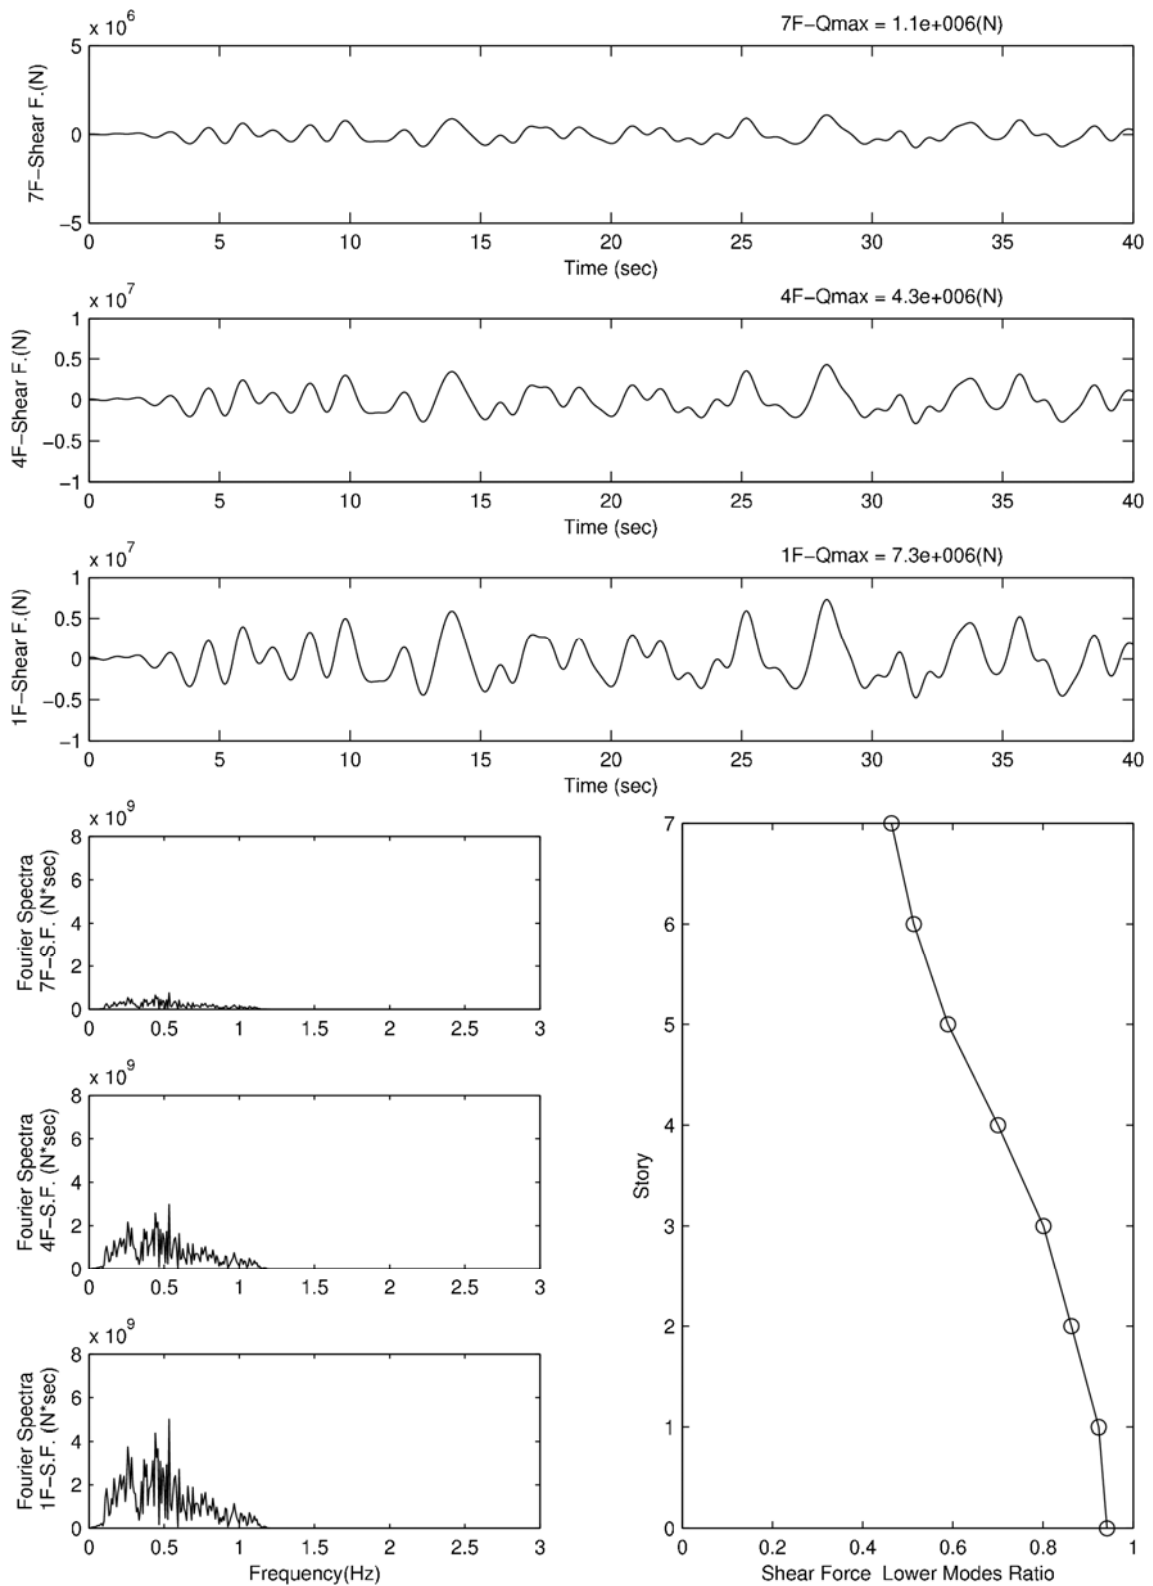 x 10^6
7F−Qmax = 1.1e+006(N)
7F−Shear F.(N)
5
0
−5
0 5 10 15 20 25 30 35 40
Time (sec)
x 10^7
4F−Qmax = 4.3e+006(N)
4F−Shear F.(N)
1
0.5
0
−0.5
−1
0 5 10 15 20 25 30 35 40
Time (sec)
x 10^7
1F−Qmax = 7.3e+006(N)
1F−Shear F.(N)
1
0.5
0
−0.5
−1
0 5 10 15 20 25 30 35 40
Time (sec)
x 10^9
Fourier Spectra
7F−S.F. (N*sec)
8
6
4
2
0
0 0.5 1 1.5 2 2.5 3
x 10^9
Fourier Spectra
4F−S.F. (N*sec)
8
6
4
2
0
0 0.5 1 1.5 2 2.5 3
x 10^9
Fourier Spectra
1F−S.F. (N*sec)
8
6
4
2
0
0 0.5 1 1.5 2 2.5 3
Frequency(Hz)
Story
7
6
5
4
3
2
1
0
0 0.2 0.4 0.6 0.8 1
Shear Force Lower Modes Ratio